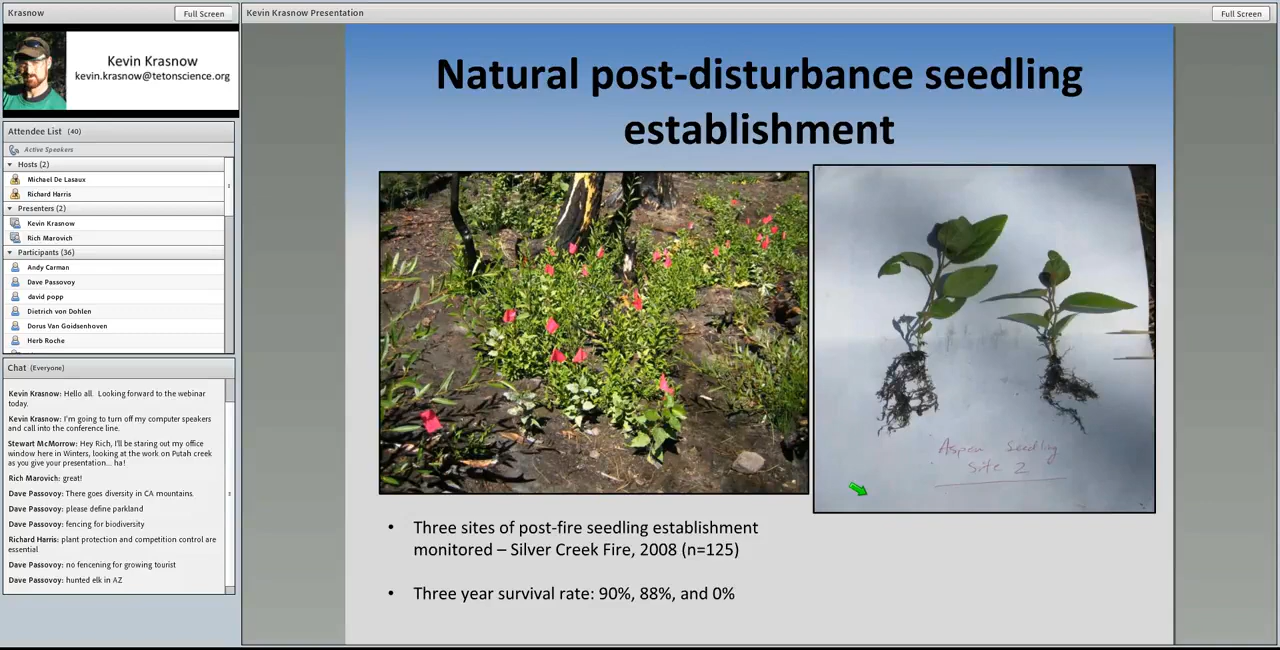 Krasnow
Full Screen
Kevin Krasnow
kevin.krasnow@tetonscience.org
Attendee List (40)
Active Speakers
Hosts (2)
Michael De Lasaux
Richard Harris
Presenters (2)
Kevin Krasnow
Rich Marovich
Participants (36)
Andy Carman
Dave Passovoy
david popp
Dietrich von Dohlen
Dorus Van Goidsenhoven
Herb Roche
Chat (Everyone)
Kevin Krasnow: Hello all. Looking forward to the webinar
today.
Kevin Krasnow: I'm going to turn off my computer speakers
and call into the conference line.
Stewart McMorrow: Hey Rich, I'll be staring out my office
window here in Winters, looking at the work on Putah creek
as you give your presentation... ha!
Rich Marovich: great!
Dave Passovoy: There goes diversity in CA mountains.
Dave Passovoy: please define parkland
Dave Passovoy: fencing for biodiversity
Richard Harris: plant protection and competition control are
essential
Dave Passovoy: no fencening for growing tourist
Dave Passovoy: hunted elk in AZ
Kevin Krasnow Presentation
Full Screen
Natural post-disturbance seedling
establishment
Aspen Seedling
Site 2
• Three sites of post-fire seedling establishment
monitored – Silver Creek Fire, 2008 (n=125)
• Three year survival rate: 90%, 88%, and 0%